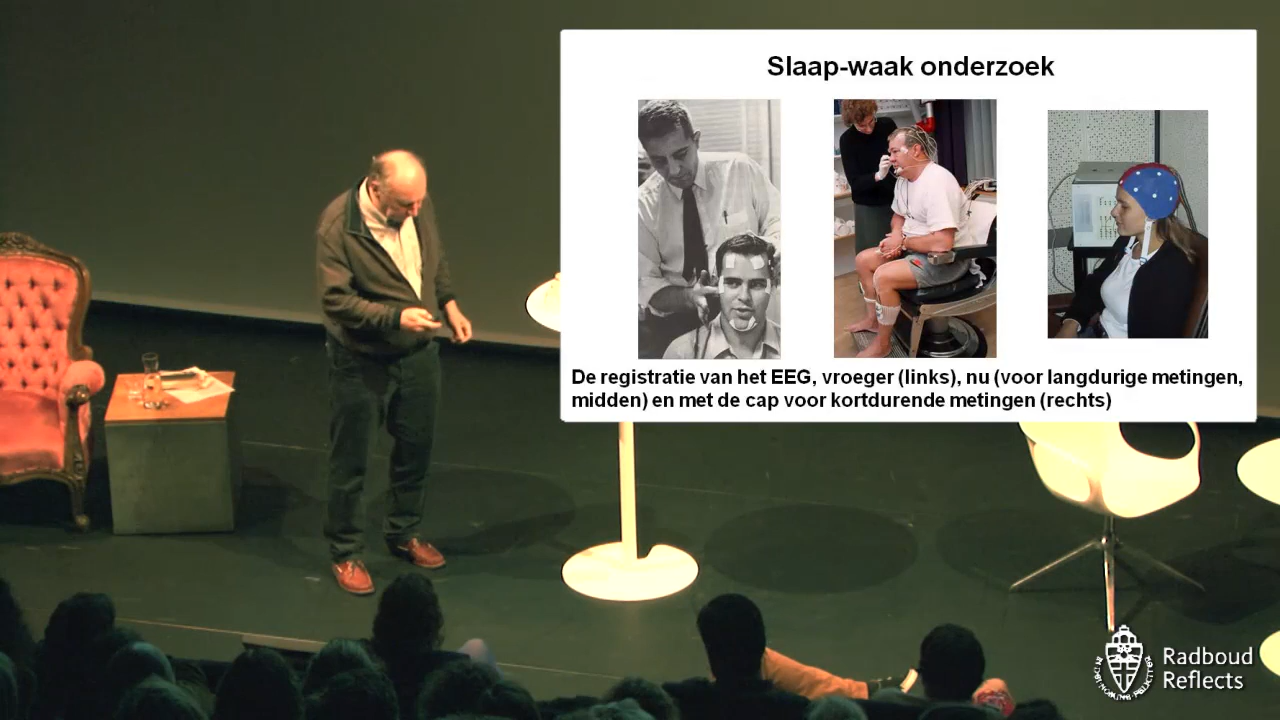 Slaap-waak onderzoek
De registratie van het EEG, vroeger (links), nu (voor langdurige metingen,
midden) en met de cap voor kortdurende metingen (rechts)
Radboud
Reflects